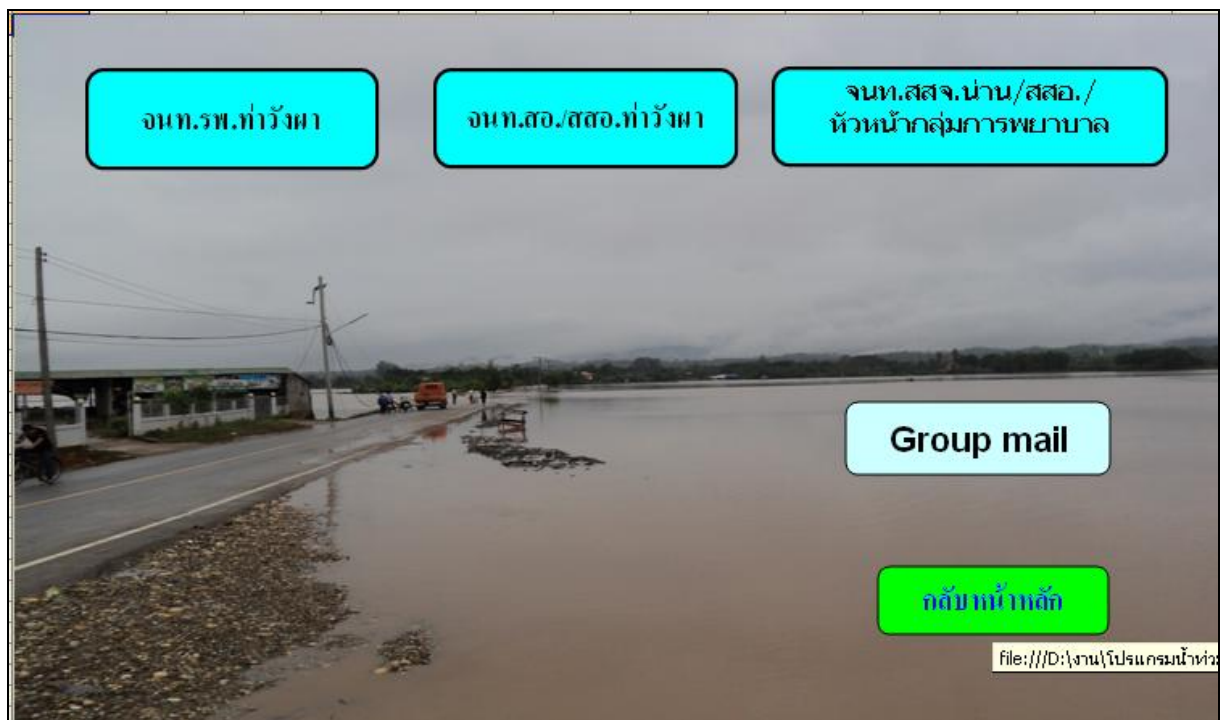 จนท.รพ.ท่าวังผา
จนท.สอ./สสอ.ท่าวังผา
จนท.สสจ.น่าน/สสอ./
หัวหน้ากลุ่มการพยาบาล
Group mail
กลับหน้าหลัก
file:///D:\งาน\โปรแกรมน้ำท่ว